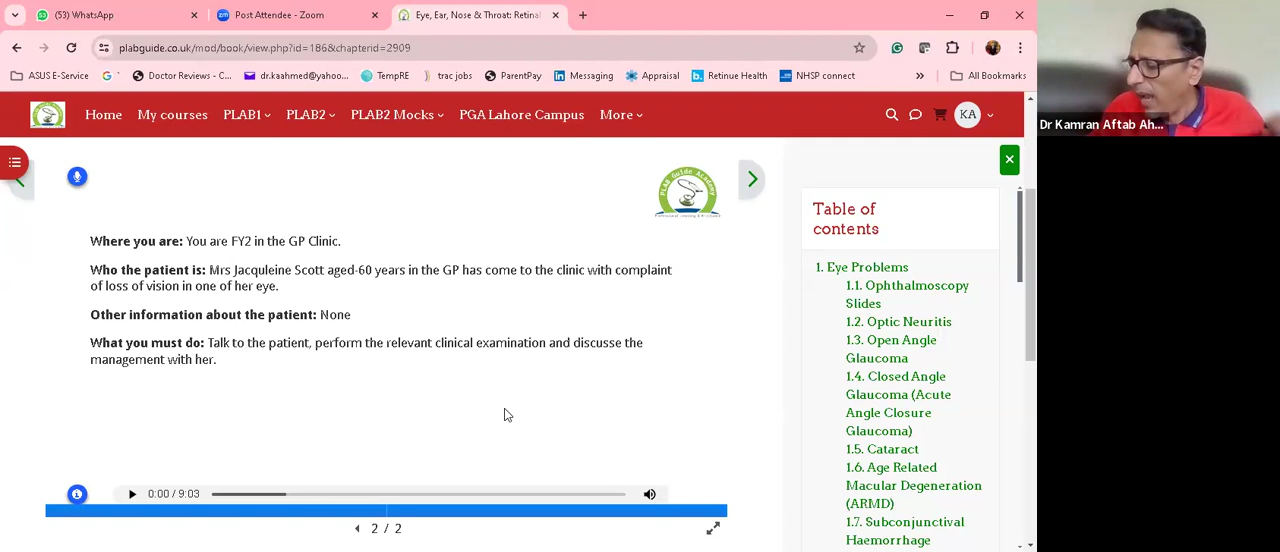 (53) WhatsApp
Post Attendee - Zoom
Eye, Ear, Nose & Throat: Retinal
plabguide.co.uk/mod/book/view.php?id=186&chapterid=2909
ASUS E-Service
Doctor Reviews - C...
dr.kaahmed@yahoo...
TempRE
trac jobs
ParentPay
Messaging
Appraisal
Retinue Health
NHSP connect
»
All Bookmarks
Home
My courses
PLAB1
PLAB2
PLAB2 Mocks
PGA Lahore Campus
More
KA
Dr Kamran Aftab Ah...
PLAB Guide Academy
Where you are: You are FY2 in the GP Clinic.
Who the patient is: Mrs Jacquleine Scott aged-60 years in the GP has come to the clinic with complaint
of loss of vision in one of her eye.
Other information about the patient: None
What you must do: Talk to the patient, perform the relevant clinical examination and discusse the
management with her.
0:00 / 9:03
2 / 2
Table of
contents
1. Eye Problems
1.1. Ophthalmoscopy
Slides
1.2. Optic Neuritis
1.3. Open Angle
Glaucoma
1.4. Closed Angle
Glaucoma (Acute
Angle Closure
Glaucoma)
1.5. Cataract
1.6. Age Related
Macular Degeneration
(ARMD)
1.7. Subconjunctival
Haemorrhage